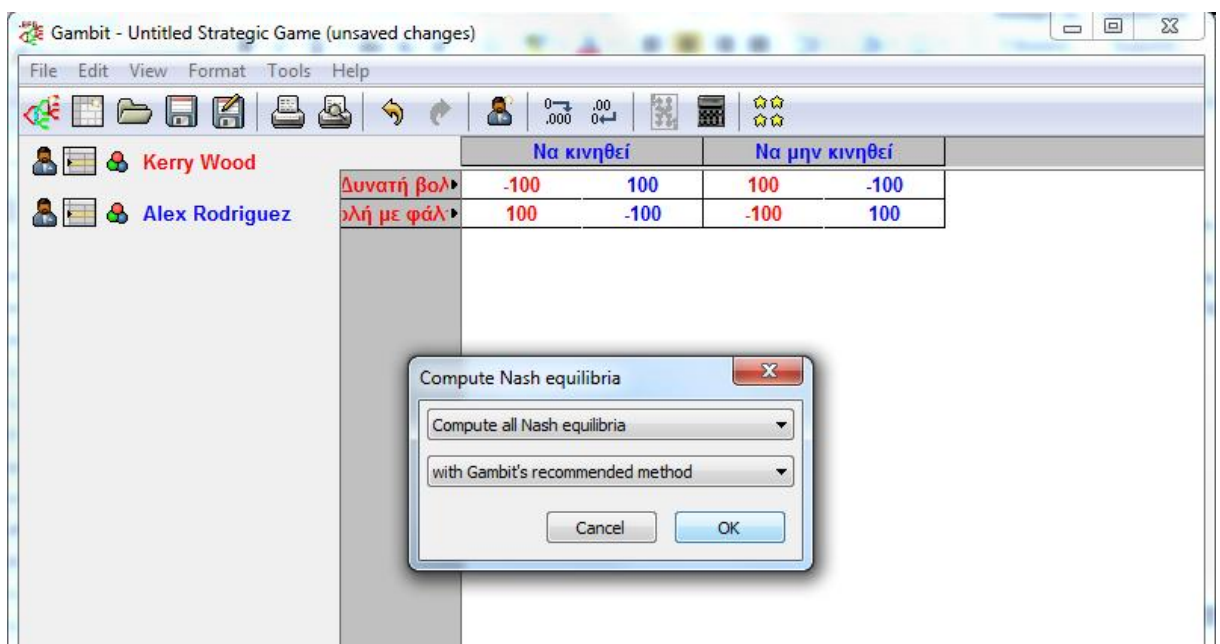 Gambit - Untitled Strategic Game (unsaved changes)
File Edit View Format Tools Help
Kerry Wood
Alex Rodriguez
Να κινηθεί Να μην κινηθεί
Δυνατή βολ -100 100 100 -100
ολή με φάλτ 100 -100 -100 100
Compute Nash equilibria
Compute all Nash equilibria
with Gambit's recommended method
Cancel OK